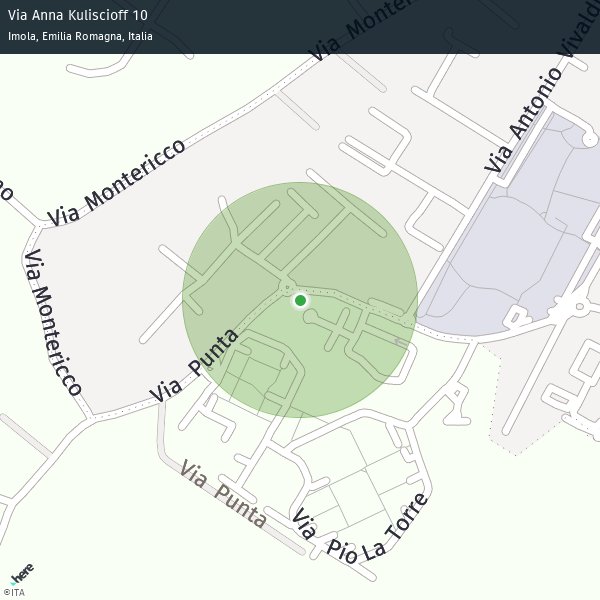 Via Anna Kuliscioff 10
Imola, Emilia Romagna, Italia
Via Montericco
Via Antonio Vivaldi
Via Montericco
Via Montericco
Via Punta
Via Punta
Via Pio La Torre
here
©ITA